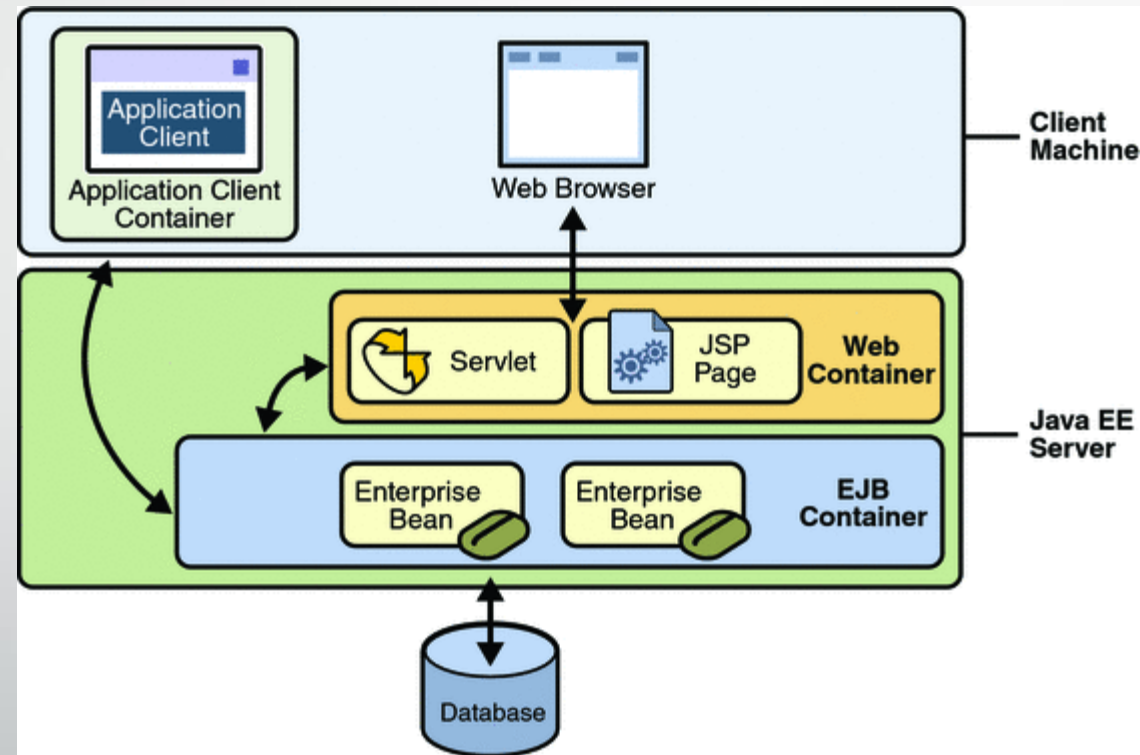 Application
Client
Application Client
Container
Web Browser
Client
Machine
Servlet
JSP
Page
Web
Container
Java EE
Server
Enterprise
Bean
Enterprise
Bean
EJB
Container
Database